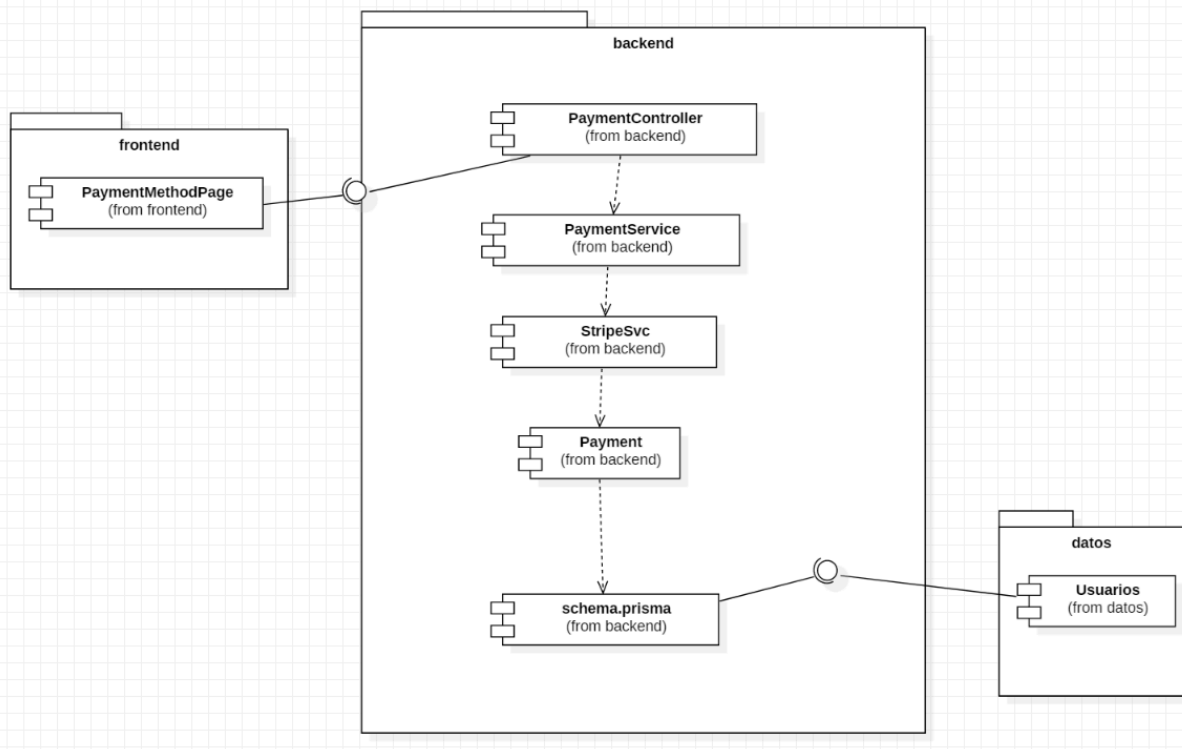 backend
frontend
PaymentMethodPage
(from frontend)
PaymentController
(from backend)
PaymentService
(from backend)
StripeSvc
(from backend)
Payment
(from backend)
schema.prisma
(from backend)
datos
Usuarios
(from datos)